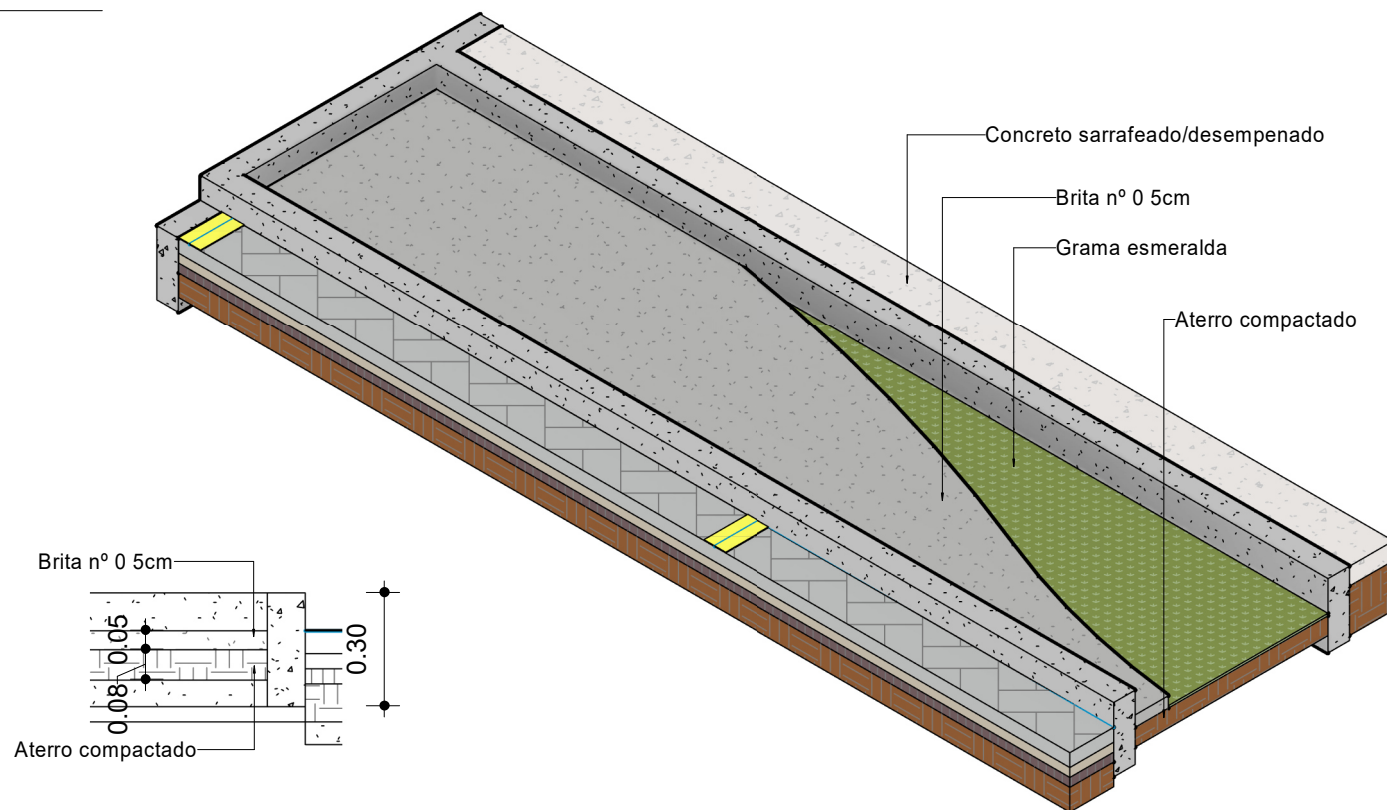 Concreto sarrafeado/desempenado
Brita nº 0 5cm
Grama esmeralda
Aterro compactado
Brita nº 0 5cm
0.05
0.30
0.08
Aterro compactado